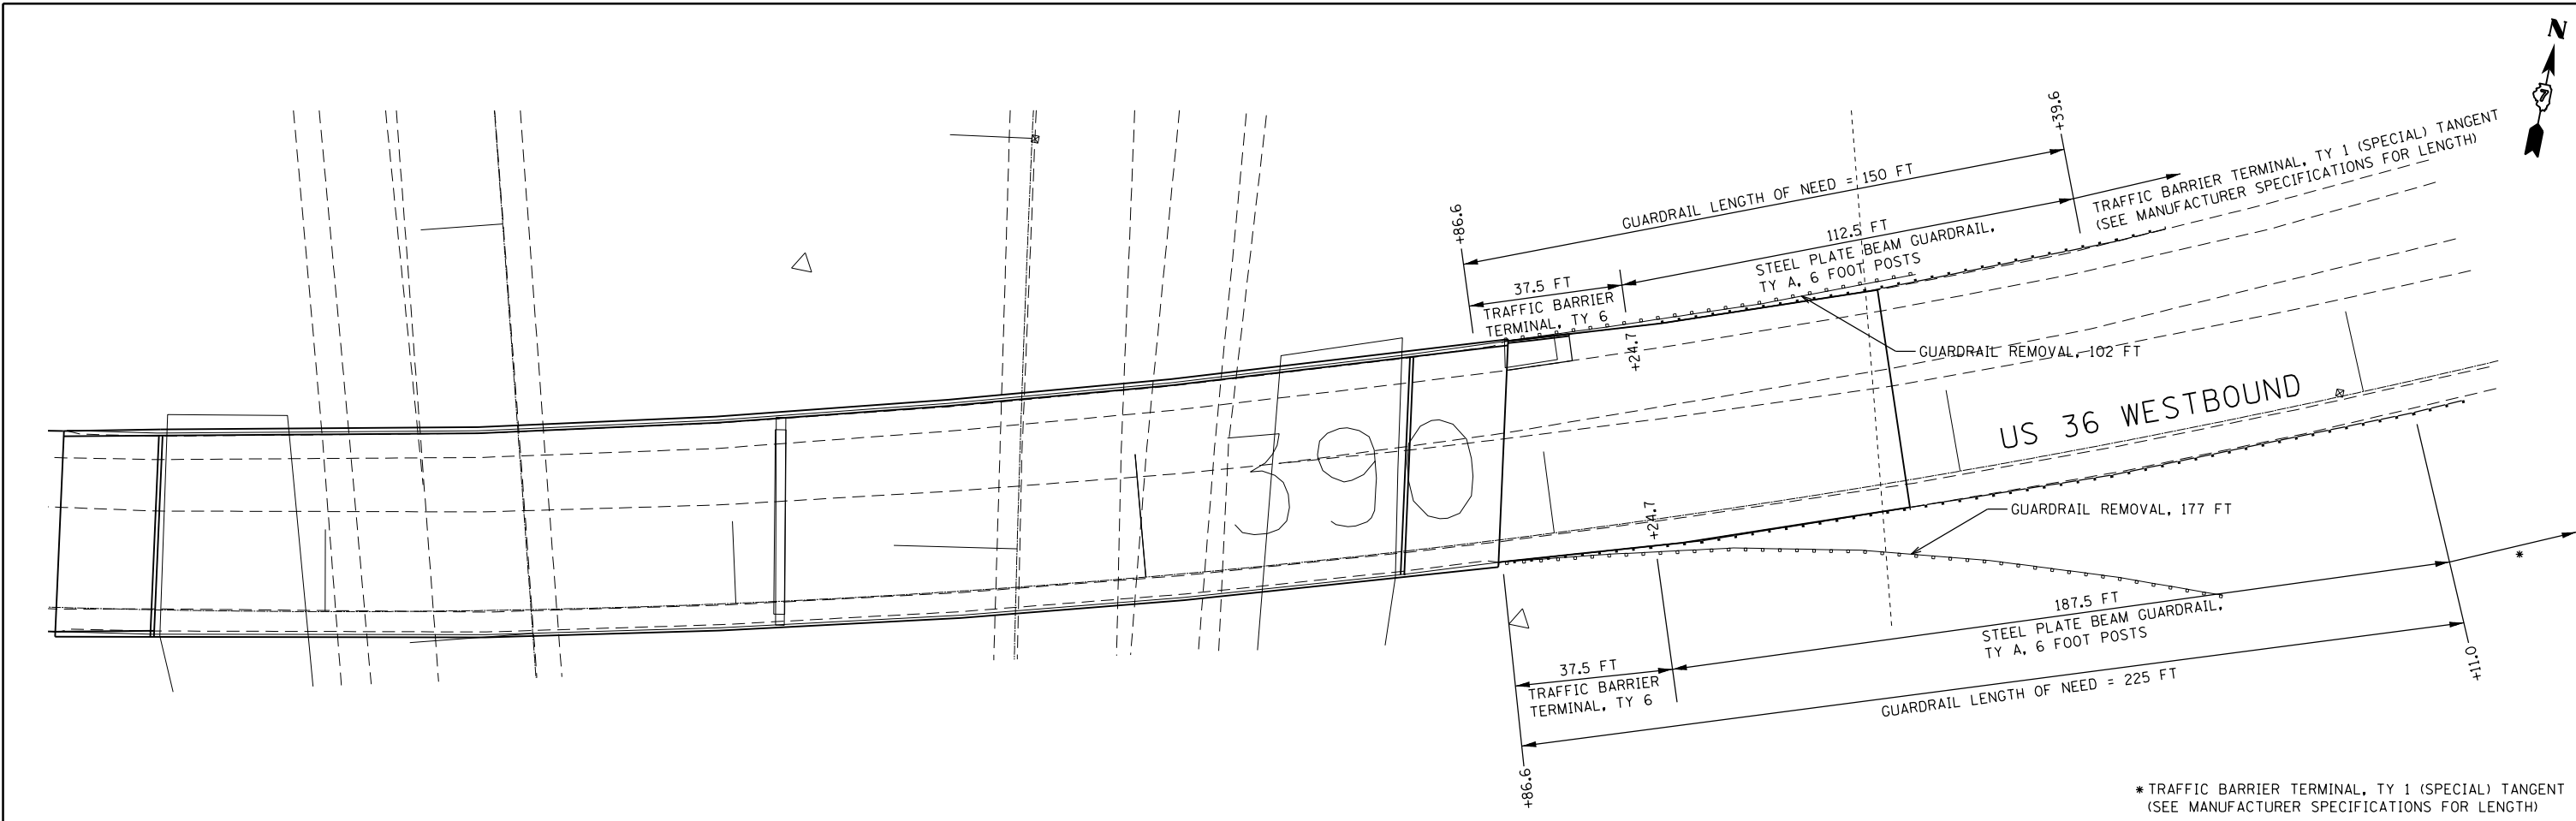 N
7
+39.6
TRAFFIC BARRIER TERMINAL, TY 1 (SPECIAL) TANGENT
(SEE MANUFACTURER SPECIFICATIONS FOR LENGTH)
GUARDRAIL LENGTH OF NEED = 150 FT
+86.6
112.5 FT
STEEL PLATE BEAM GUARDRAIL,
TY A, 6 FOOT POSTS
37.5 FT
TRAFFIC BARRIER
TERMINAL, TY 6
+24.7
GUARDRAIL REMOVAL, 102 FT
US 36 WESTBOUND
390
+24.7
GUARDRAIL REMOVAL, 177 FT
*
187.5 FT
STEEL PLATE BEAM GUARDRAIL,
TY A, 6 FOOT POSTS
37.5 FT
TRAFFIC BARRIER
TERMINAL, TY 6
GUARDRAIL LENGTH OF NEED = 225 FT
+11.0
+86.6
* TRAFFIC BARRIER TERMINAL, TY 1 (SPECIAL) TANGENT
(SEE MANUFACTURER SPECIFICATIONS FOR LENGTH)